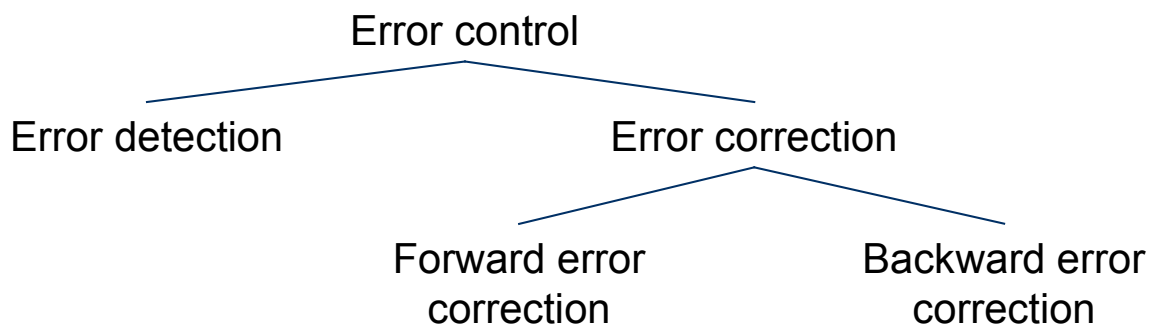 Error control
Error detection
Error correction
Forward error
correction
Backward error
correction